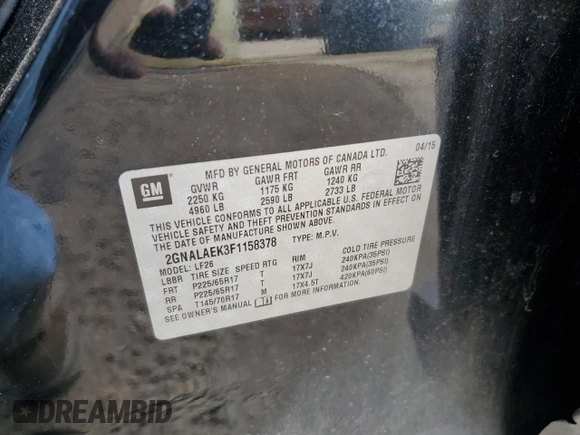 04/15
MFD BY GENERAL MOTORS OF CANADA LTD.
GM
GVWR GAWR FRT GAWR RR
2250 KG 1175 KG 1240 KG
4960 LB 2590 LB 2733 LB
THIS VEHICLE CONFORMS TO ALL APPLICABLE U.S. FEDERAL MOTOR
VEHICLE SAFETY AND THEFT PREVENTION STANDARDS IN EFFECT ON
THE DATE OF MANUFACTURE SHOWN ABOVE.
2GNALAEK3F1158378 TYPE: M.P.V.
MODEL: LF26
LBBR TIRE SIZE SPEED RTG RIM COLD TIRE PRESSURE
FRT P225/65R17 T 17X7J 240KPA(35PSI)
RR P225/65R17 T 17X7J 240KPA(35PSI)
SPA T145/70R17 M 17X4.5T 420KPA(60PSI)
SEE OWNER'S MANUAL FOR MORE INFORMATION.
DREAMBID